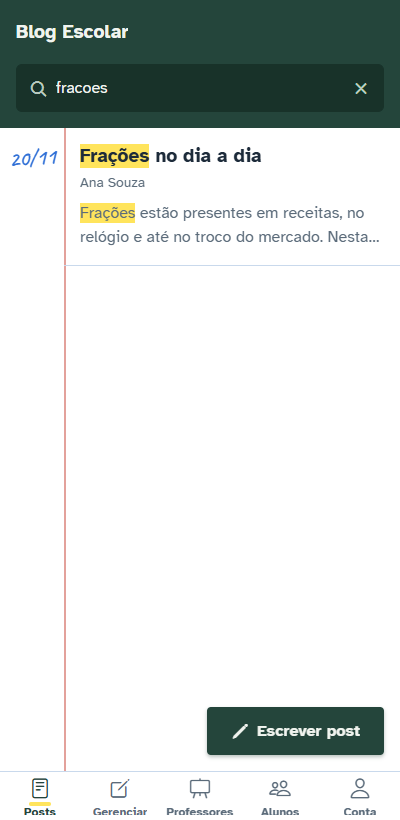 Blog Escolar
fracoes
20/11
Frações no dia a dia
Ana Souza
Frações estão presentes em receitas, no
relógio e até no troco do mercado. Nesta...
Escrever post
Posts
Gerenciar
Professores
Alunos
Conta